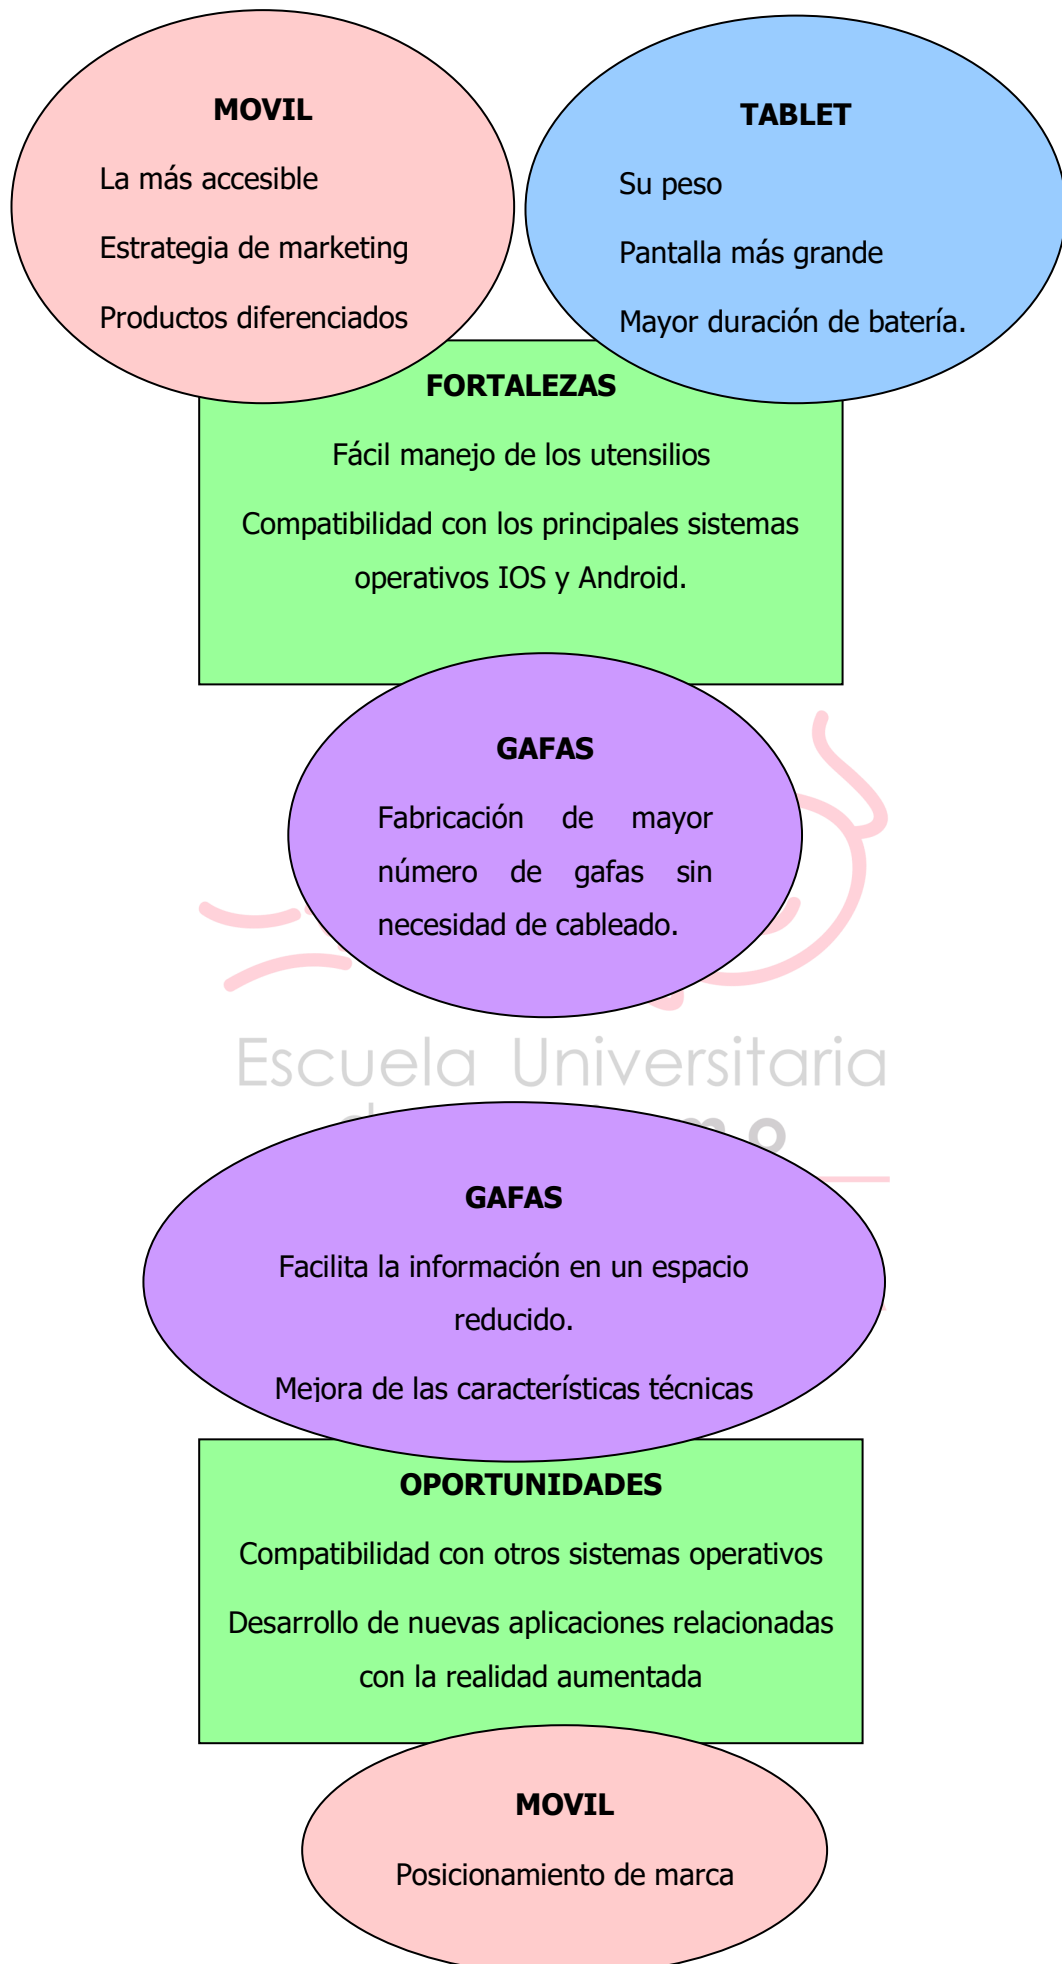 MOVIL
La más accesible
Estrategia de marketing
Productos diferenciados
TABLET
Su peso
Pantalla más grande
Mayor duración de batería.
FORTALEZAS
Fácil manejo de los utensilios
Compatibilidad con los principales sistemas
operativos IOS y Android.
GAFAS
Fabricación de mayor
número de gafas sin
necesidad de cableado.
Escuela Universitaria
GAFAS
Facilita la información en un espacio
reducido.
Mejora de las características técnicas
OPORTUNIDADES
Compatibilidad con otros sistemas operativos
Desarrollo de nuevas aplicaciones relacionadas
con la realidad aumentada
MOVIL
Posicionamiento de marca